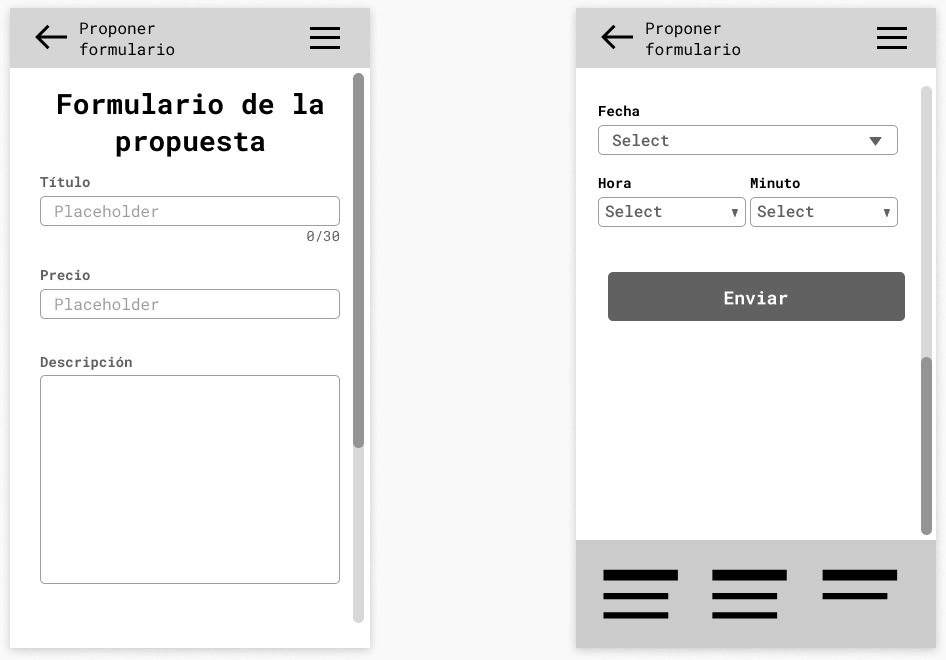 Proponer
formulario
Formulario de la
propuesta
Título
Placeholder
0/30
Precio
Placeholder
Descripción
Proponer
formulario
Fecha
Select
Hora
Minuto
Select
Select
Enviar